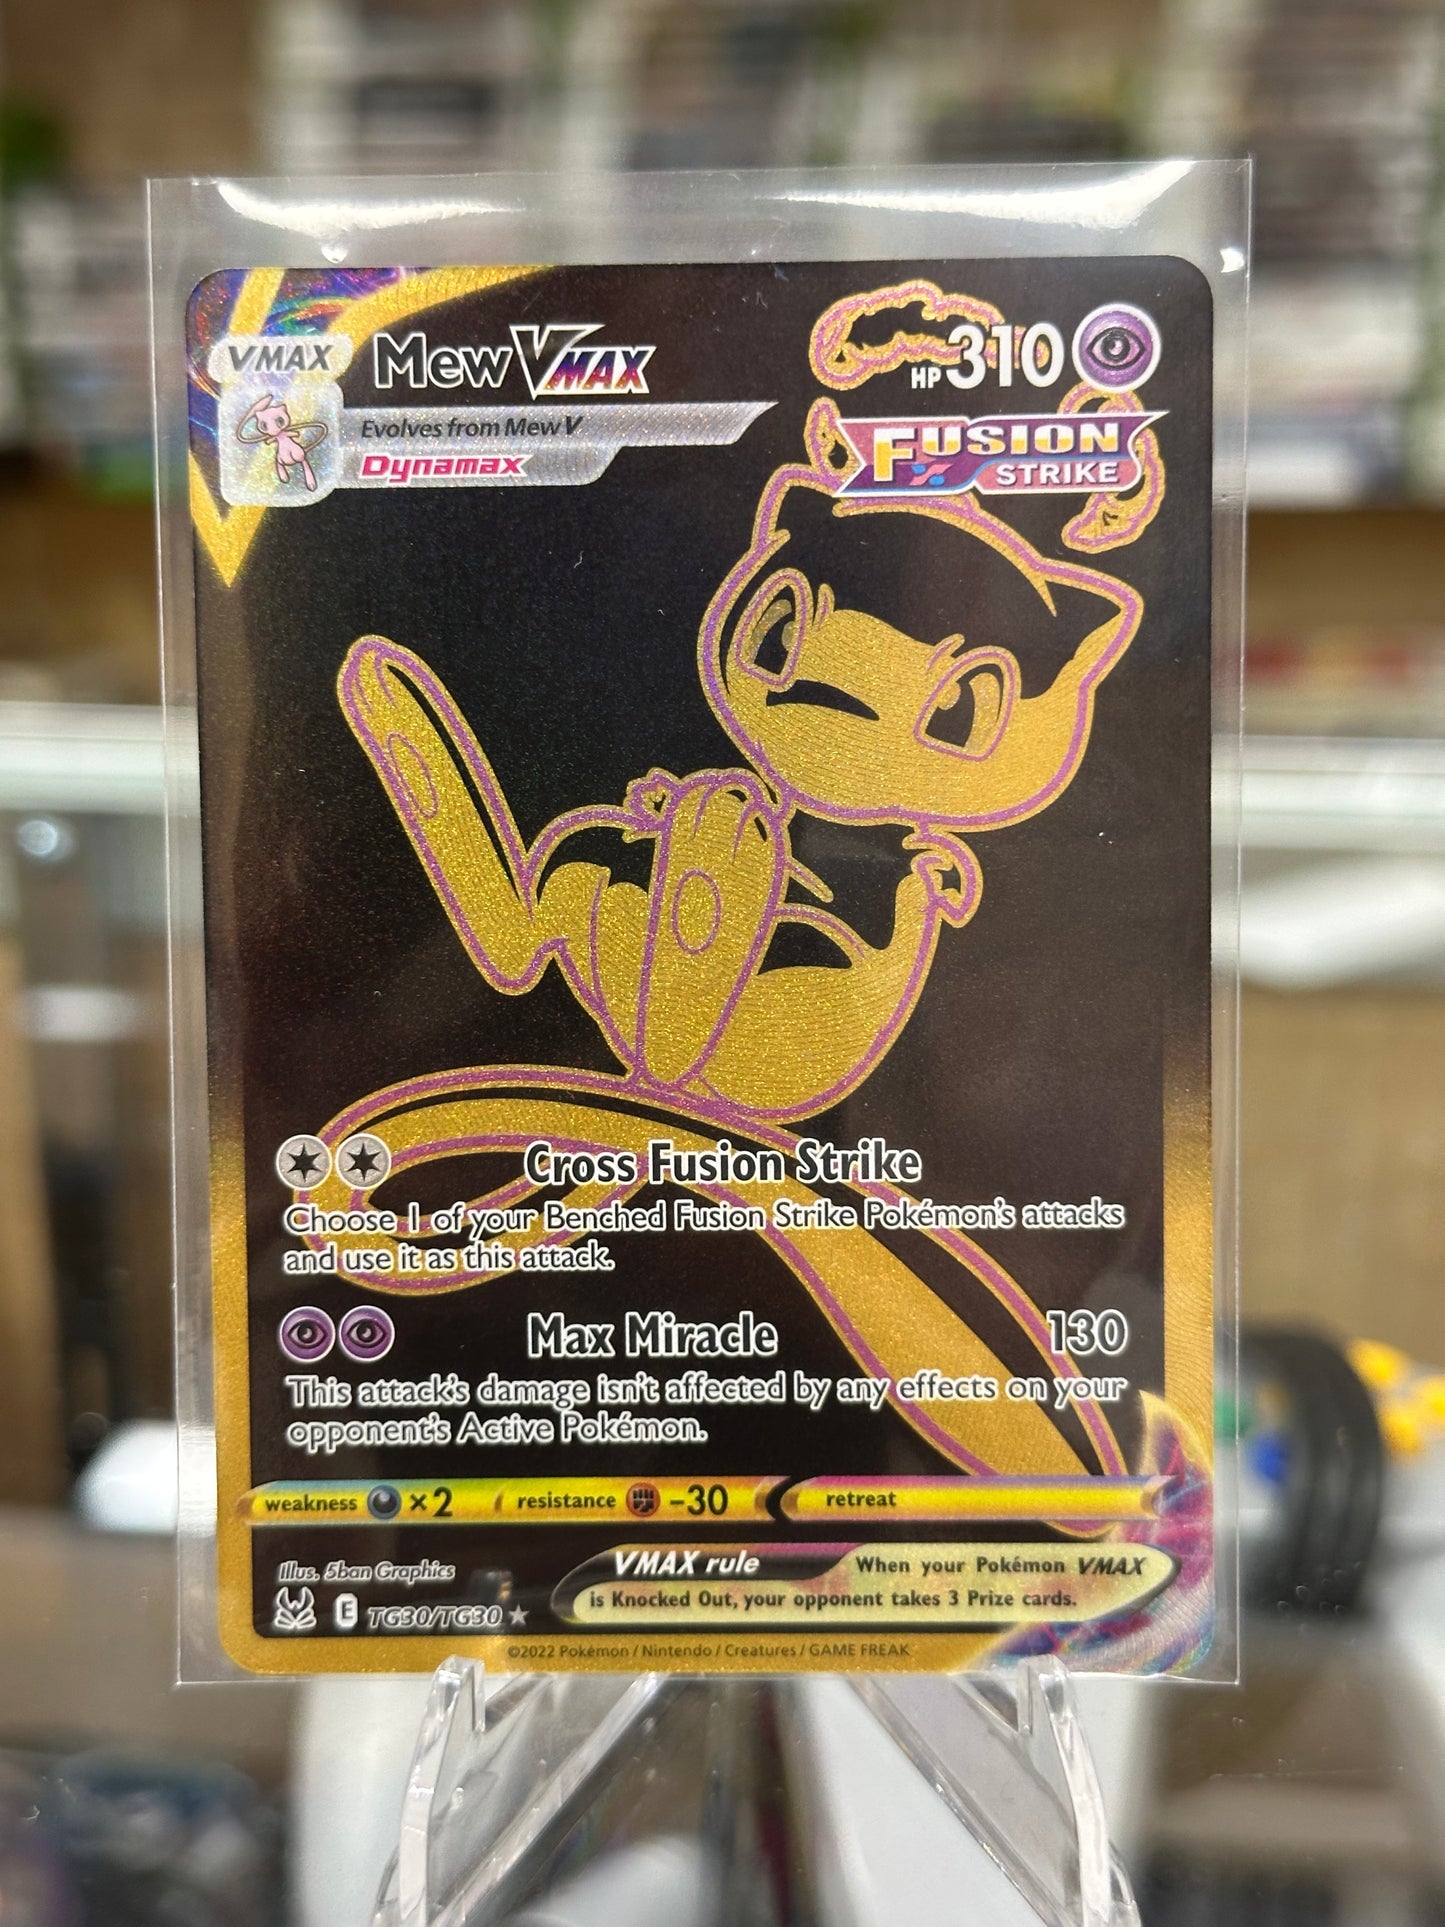 VMAX
Mew VMAX
HP 310
Evolves from Mew V
Dynamax
FUSION
STRIKE
Cross Fusion Strike
Choose 1 of your Benched Fusion Strike Pokémon's attacks
and use it as this attack.
Max Miracle 130
This attack's damage isn't affected by any effects on your
opponent's Active Pokémon.
weakness ×2 resistance -30 retreat
Illus. 5ban Graphics
VMAX rule When your Pokémon VMAX
is Knocked Out, your opponent takes 3 Prize cards.
E TG30/TG30 ★
©2022 Pokémon / Nintendo / Creatures / GAME FREAK